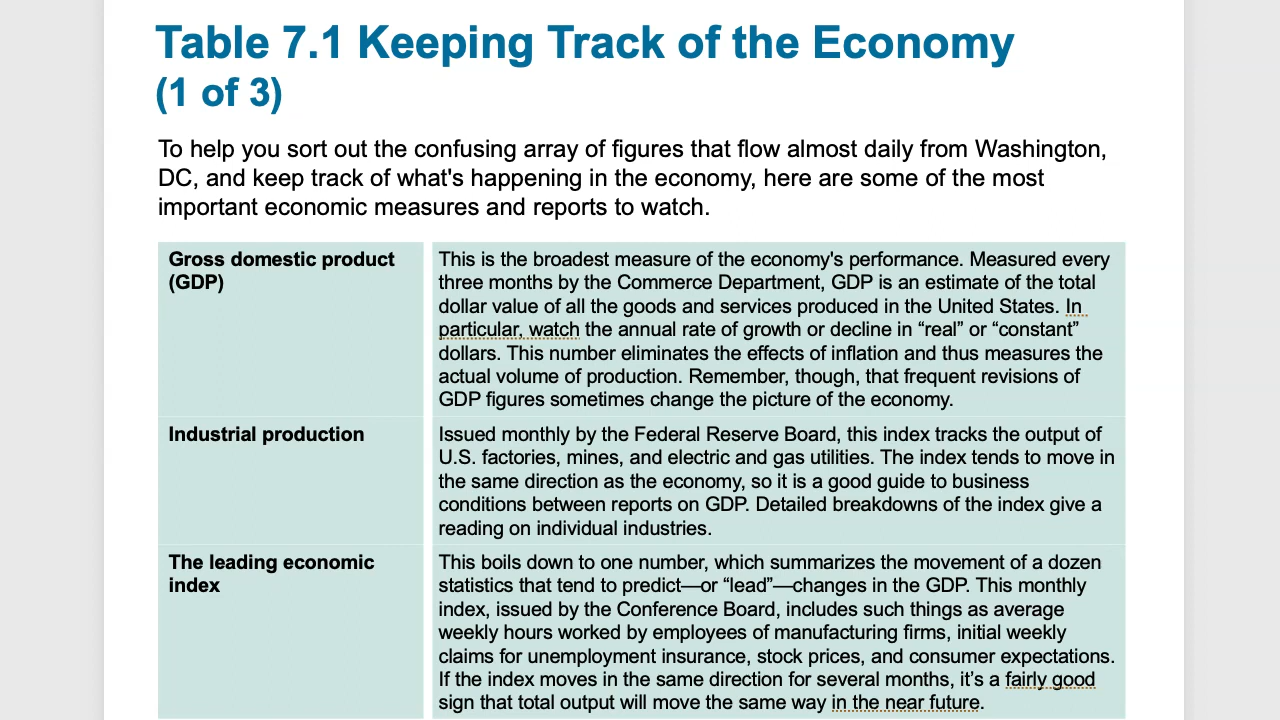 Table 7.1 Keeping Track of the Economy
(1 of 3)
To help you sort out the confusing array of figures that flow almost daily from Washington,
DC, and keep track of what's happening in the economy, here are some of the most
important economic measures and reports to watch.
Gross domestic product
(GDP)
This is the broadest measure of the economy's performance. Measured every
three months by the Commerce Department, GDP is an estimate of the total
dollar value of all the goods and services produced in the United States. In
particular, watch the annual rate of growth or decline in “real” or “constant”
dollars. This number eliminates the effects of inflation and thus measures the
actual volume of production. Remember, though, that frequent revisions of
GDP figures sometimes change the picture of the economy.
Industrial production
Issued monthly by the Federal Reserve Board, this index tracks the output of
U.S. factories, mines, and electric and gas utilities. The index tends to move in
the same direction as the economy, so it is a good guide to business
conditions between reports on GDP. Detailed breakdowns of the index give a
reading on individual industries.
The leading economic
index
This boils down to one number, which summarizes the movement of a dozen
statistics that tend to predict—or “lead”—changes in the GDP. This monthly
index, issued by the Conference Board, includes such things as average
weekly hours worked by employees of manufacturing firms, initial weekly
claims for unemployment insurance, stock prices, and consumer expectations.
If the index moves in the same direction for several months, it’s a fairly good
sign that total output will move the same way in the near future.